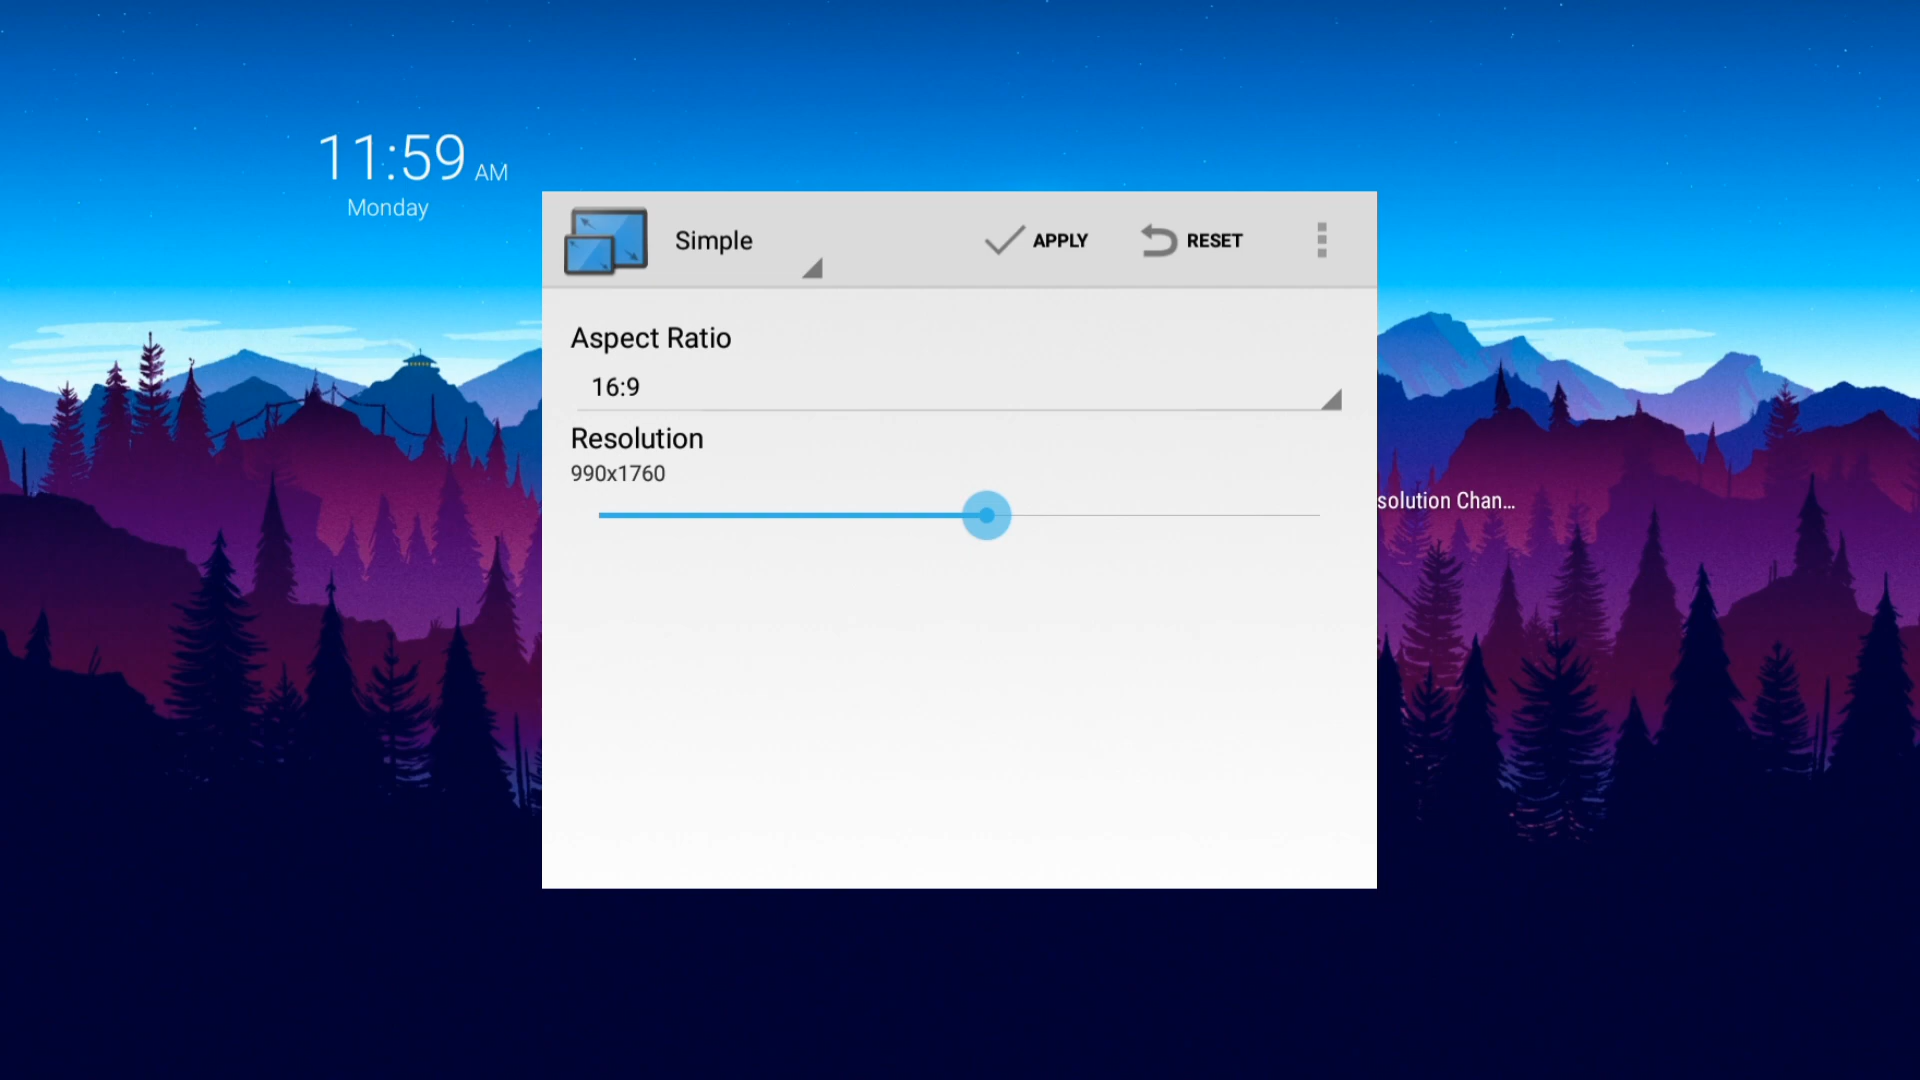 11:59 AM
Monday
Simple
APPLY
RESET
Aspect Ratio
16:9
Resolution
990x1760
solution Chan...